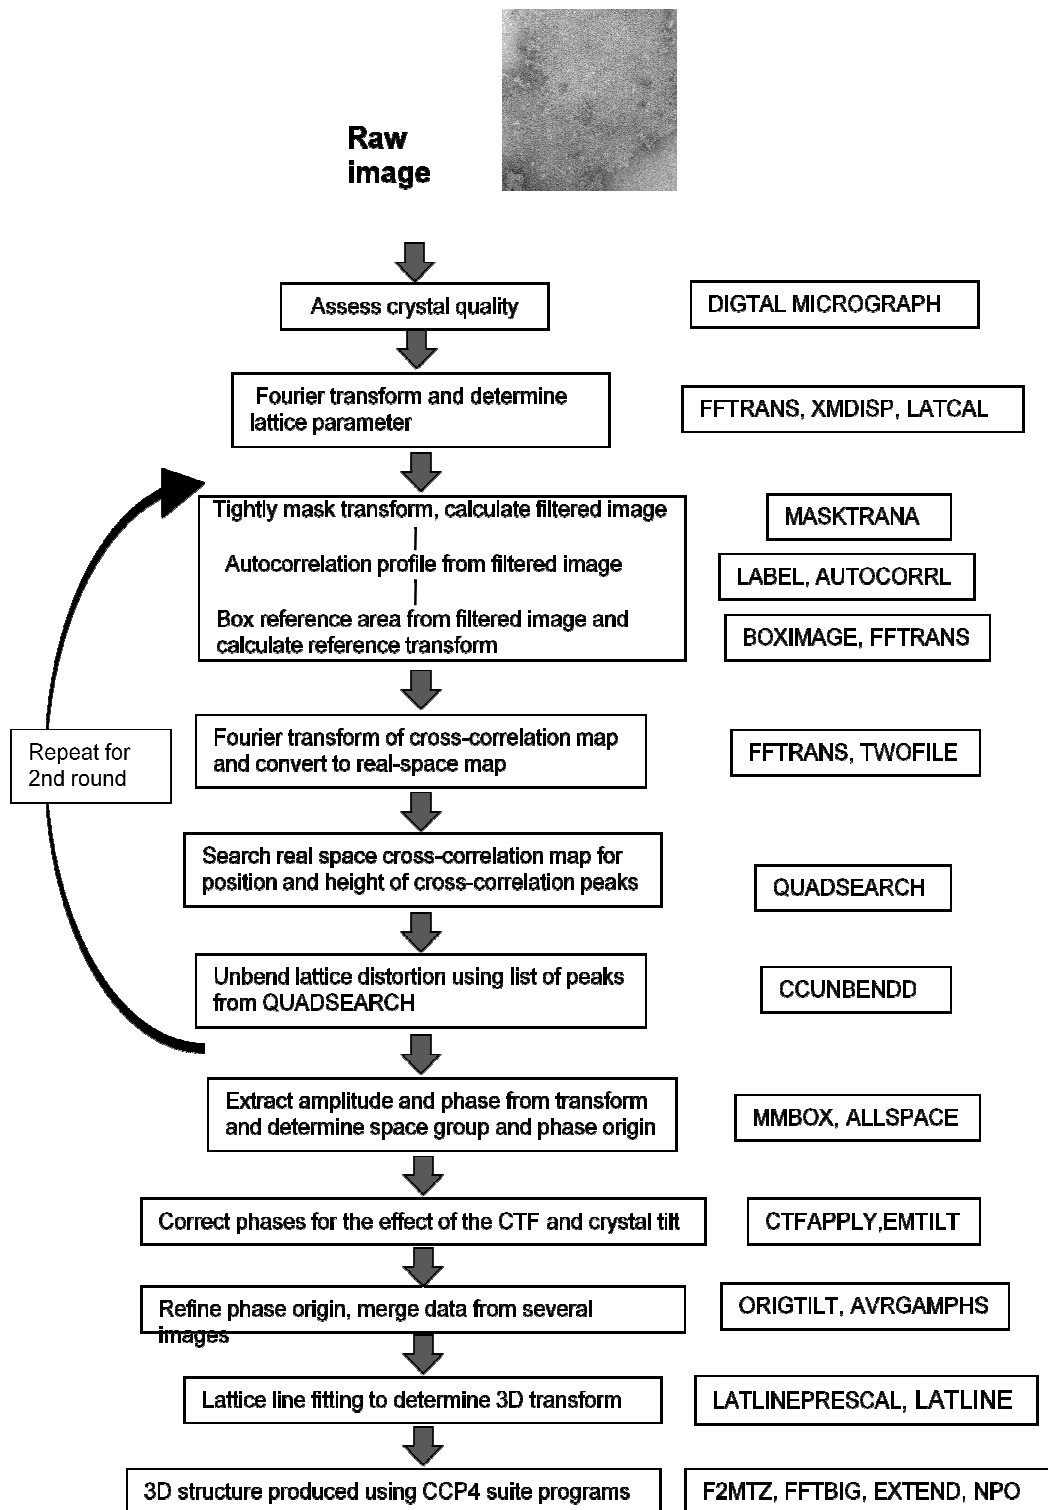 Raw
image
Assess crystal quality
DIGTAL MICROGRAPH
Fourier transform and determine
lattice parameter
FFTRANS, XMDISP, LATCAL
Tightly mask transform, calculate filtered image
MASKTRANA
Autocorrelation profile from filtered image
LABEL, AUTOCORRL
Box reference area from filtered image and
calculate reference transform
BOXIMAGE, FFTRANS
Repeat for
2nd round
Fourier transform of cross-correlation map
and convert to real-space map
FFTRANS, TWOFILE
Search real space cross-correlation map for
position and height of cross-correlation peaks
QUADSEARCH
Unbend lattice distortion using list of peaks
from QUADSEARCH
CCUNBENDD
Extract amplitude and phase from transform
and determine space group and phase origin
MMBOX, ALLSPACE
Correct phases for the effect of the CTF and crystal tilt
CTFAPPLY,EMTILT
Refine phase origin, merge data from several
images
ORIGTILT, AVRGAMPHS
Lattice line fitting to determine 3D transform
LATLINEPRESCAL, LATLINE
3D structure produced using CCP4 suite programs
F2MTZ, FFTBIG, EXTEND, NPO